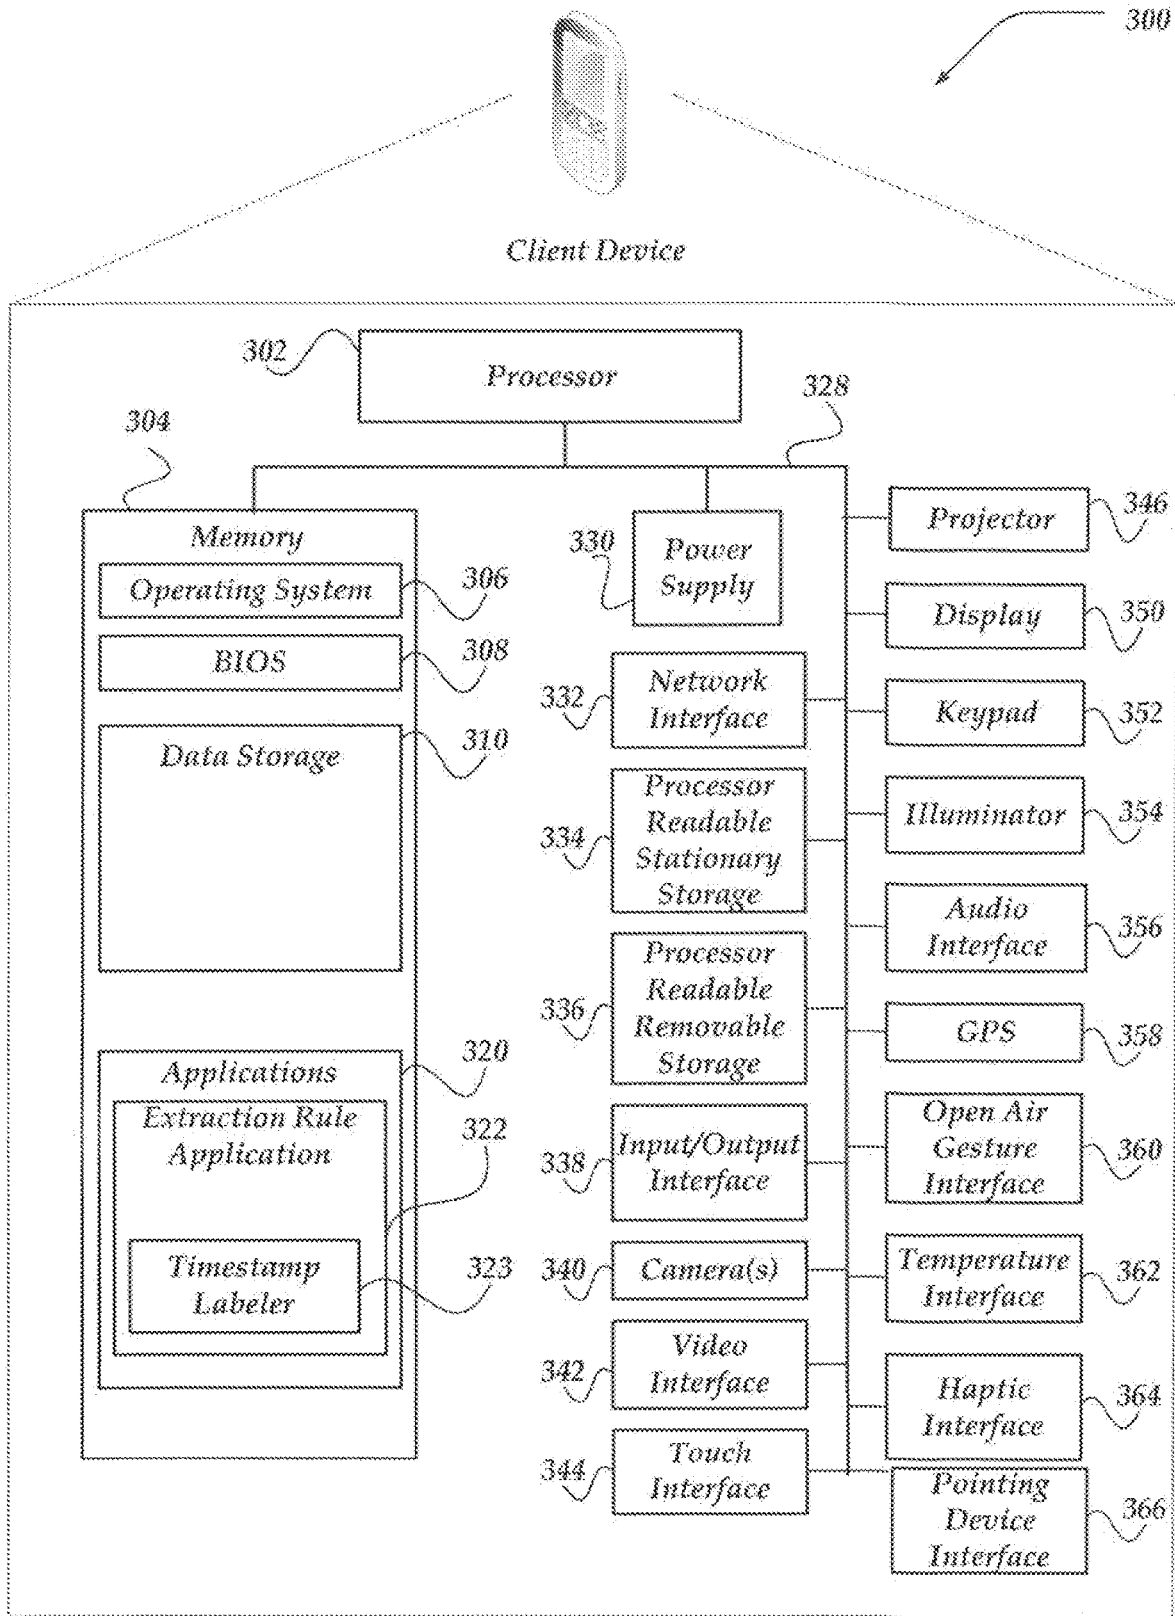 300
Client Device
302
Processor
328
304
Memory
Operating System
306
BIOS
308
Data Storage
310
Applications
320
Extraction Rule
Application
322
Timestamp
Labeler
323
330
Power
Supply
332
Network
Interface
334
Processor
Readable
Stationary
Storage
336
Processor
Readable
Removable
Storage
338
Input/Output
Interface
340
Camera(s)
342
Video
Interface
344
Touch
Interface
Projector
346
Display
350
Keypad
352
Illuminator
354
Audio
Interface
356
GPS
358
Open Air
Gesture
Interface
360
Temperature
Interface
362
Haptic
Interface
364
Pointing
Device
Interface
366